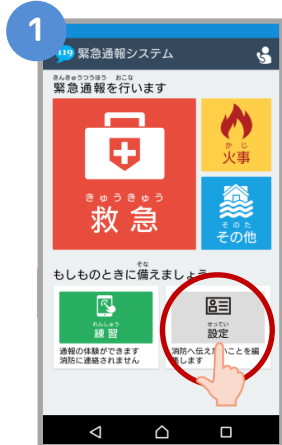 1
119 緊急通報システム
きんきゅうつうほう おこな
緊急通報を行います
きゅうきゅう
救急
かじ
火事
そのた
その他
そな
もしものときに備えましょう
れんしゅう
練習
通報の体験ができます
消防に連絡されません
せってい
設定
消防へ伝えたいことを編
集します